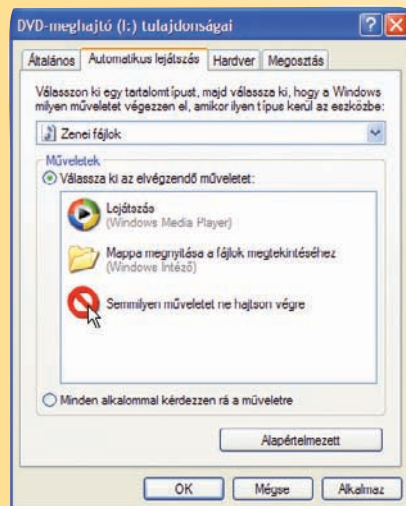 DVD-meghajtó (I:) tulajdonságai
Általános
Automatikus lejátszás
Hardver
Megosztás
Válasszon ki egy tartalomtípust, majd válassza ki, hogy a Windows
milyen műveletet végezzen el, amikor ilyen típus kerül az eszközbe:
Zenei fájlok
Műveletek
Válassza ki az elvégzendő műveletet:
Lejátszás
(Windows Media Player)
Mappa megnyitása a fájlok megtekintéséhez
(Windows Intéző)
Semmilyen műveletet ne hajtson végre
Minden alkalommal kérdezzen rá a műveletre
Alapértelmezett
OK
Mégse
Alkalmaz